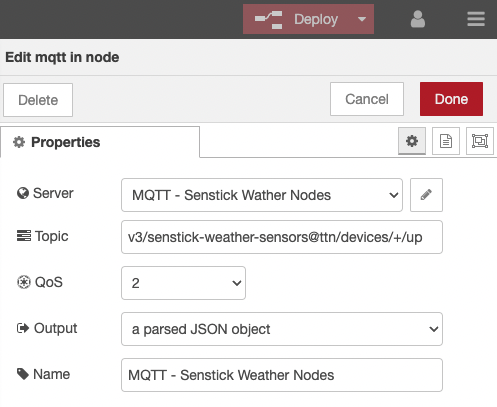 Deploy
Edit mqtt in node
Delete
Cancel
Done
Properties
Server
MQTT - Senstick Wather Nodes
Topic
v3/senstick-weather-sensors@ttn/devices/+/up
QoS
2
Output
a parsed JSON object
Name
MQTT - Senstick Weather Nodes